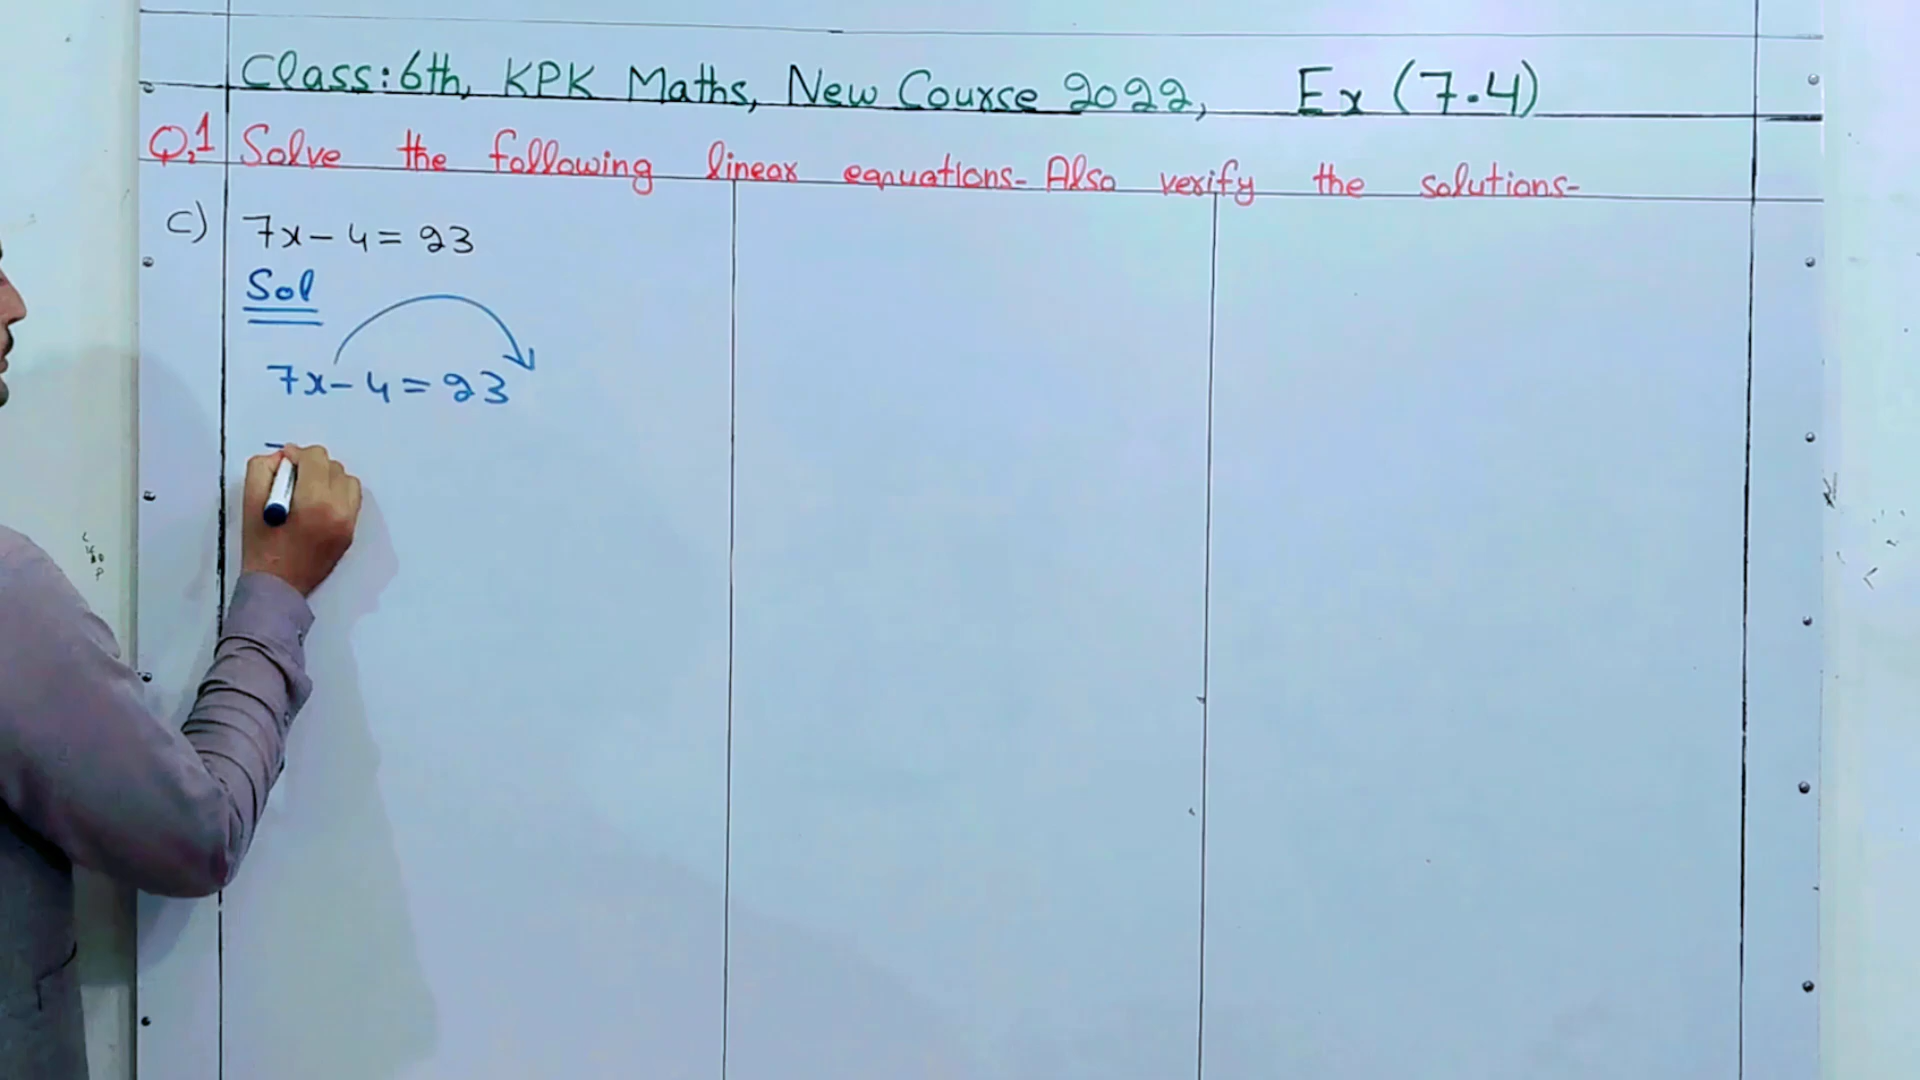 Class: 6th, KPK Maths, New Course 2022, Ex (7.4)
Q.1 Solve the following linear equations- Also verify the solutions-
c) 7x - 4 = 23
Sol
7x - 4 = 23